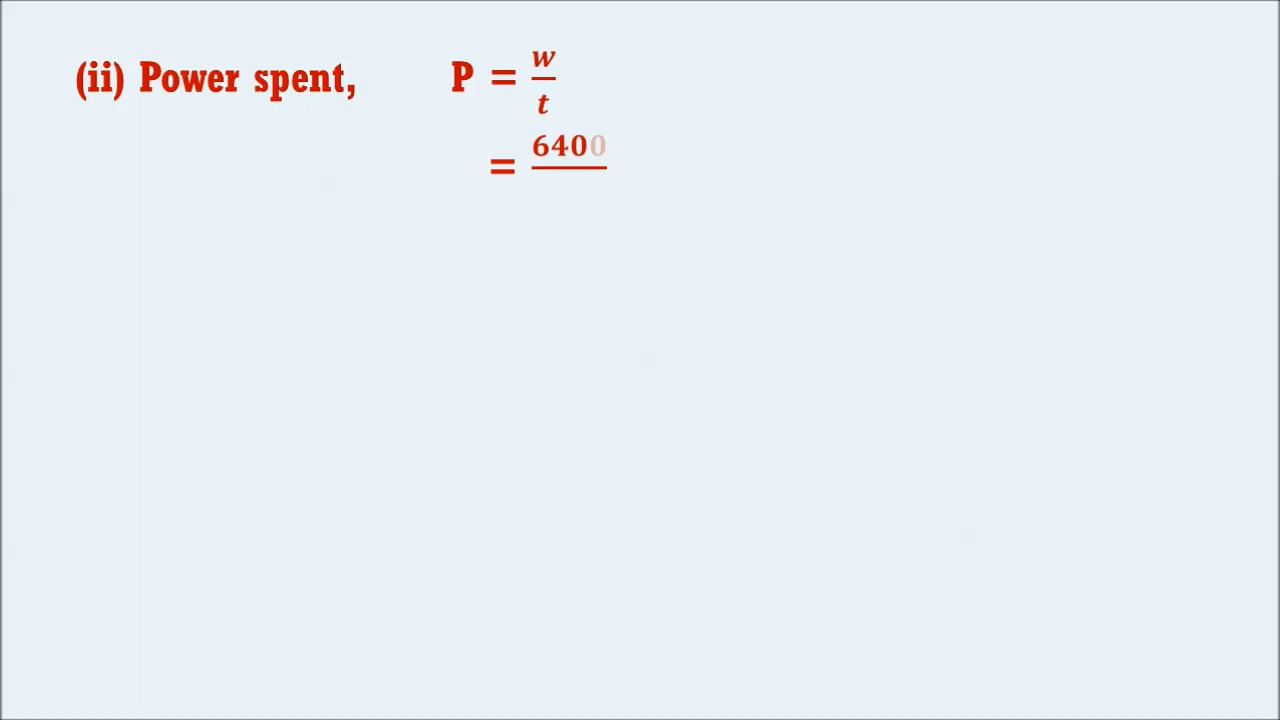 (ii) Power spent, P = w/t
= 6400